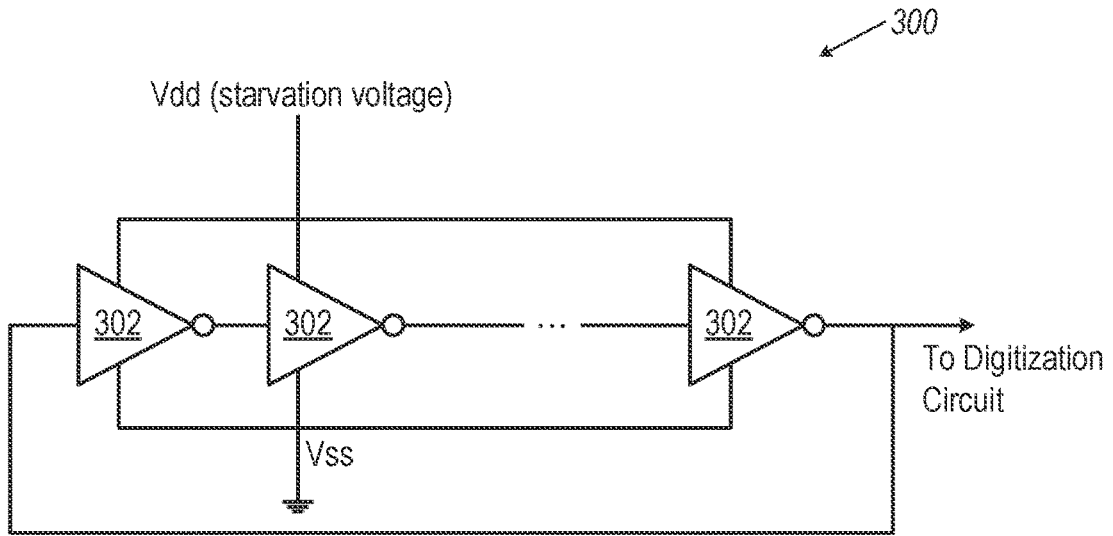 300
Vdd (starvation voltage)
302
302
...
302
To Digitization
Circuit
Vss